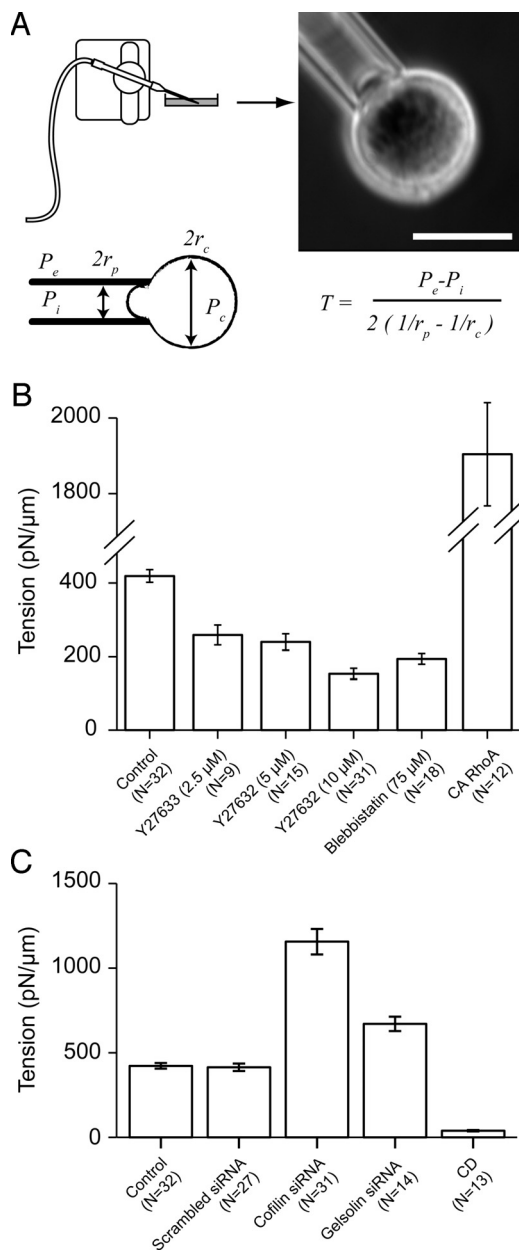 A
P_e
2r_p
2r_c
P_i
P_c
T = P_e-P_i / 2 ( 1/r_p - 1/r_c )
B
Tension (pN/µm)
2000
1800
400
200
0
Control
(N=32)
Y27633 (2.5 µM)
(N=9)
Y27632 (5 µM)
(N=15)
Y27632 (10 µM)
(N=31)
Blebbistatin (75 µM)
(N=18)
CA RhoA
(N=12)
C
Tension (pN/µm)
1500
1000
500
0
Control
(N=32)
Scrambled siRNA
(N=27)
Cofilin siRNA
(N=31)
Gelsolin siRNA
(N=14)
CD
(N=13)